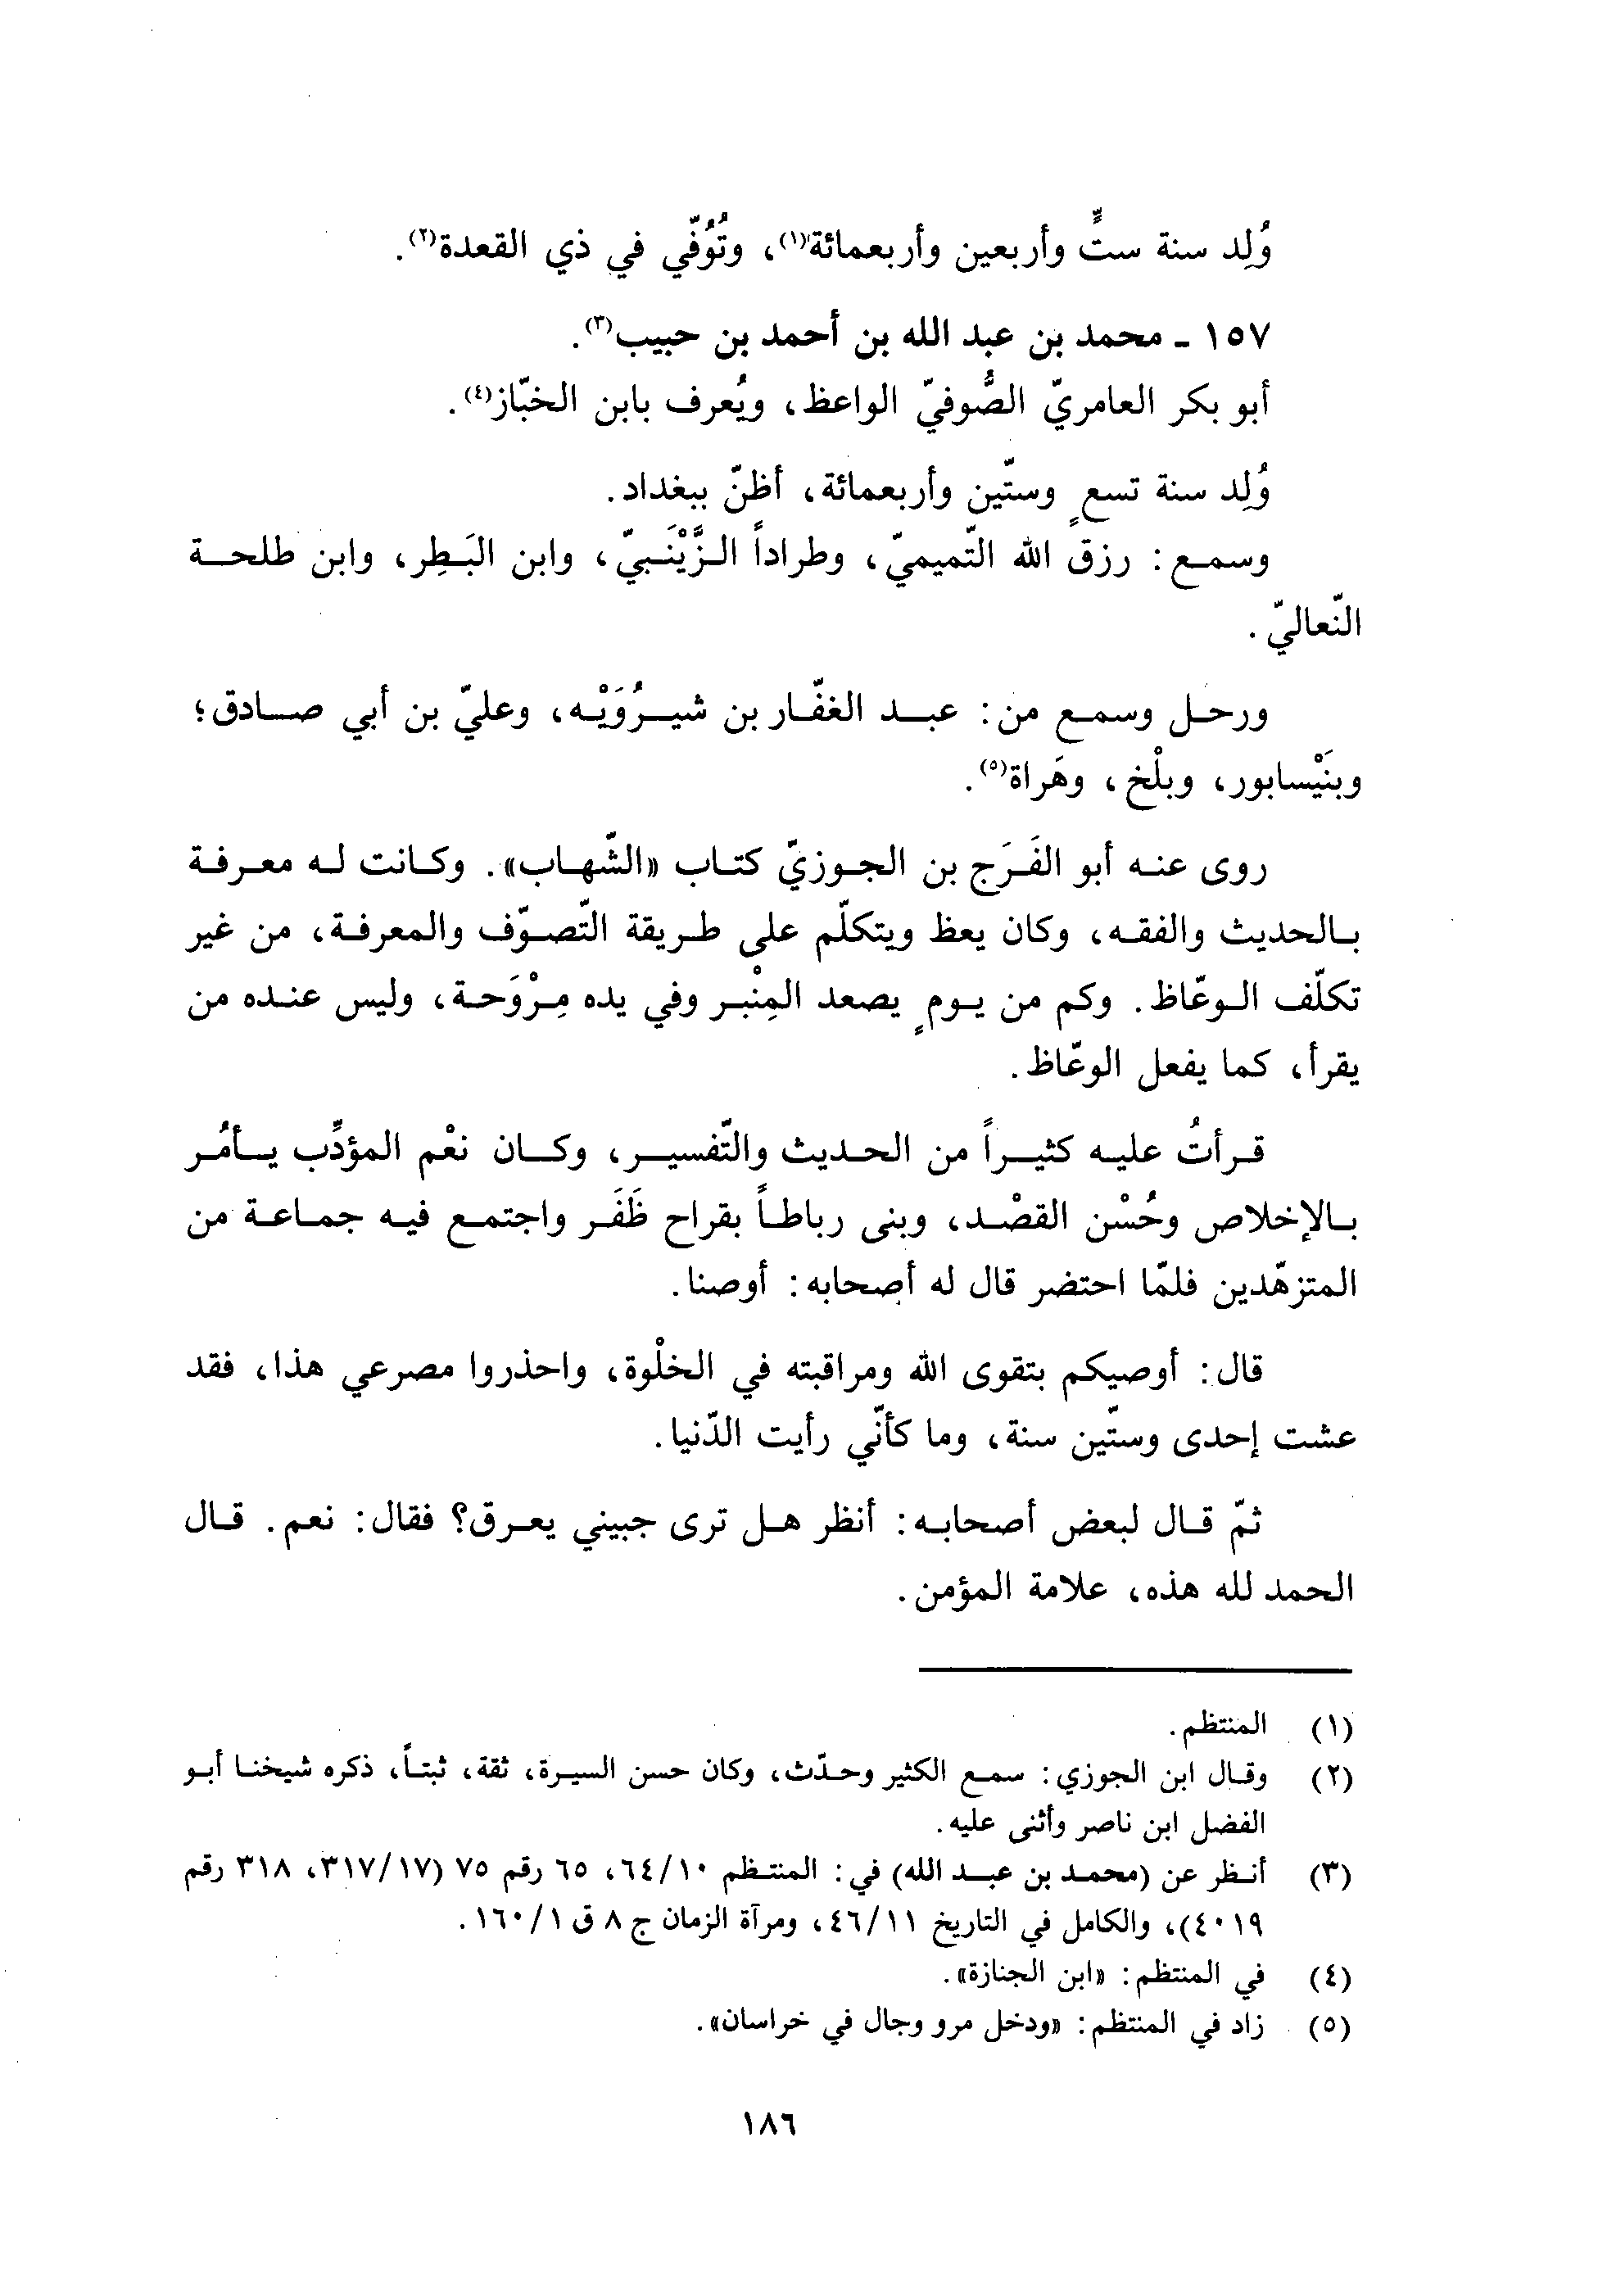 وُلِد سنة ستٍّ وأربعين وأربعمائة(١)، وتُوُفّي في ذي القعدة(٢).
١٥٧ ـ محمد بن عبد الله بن أحمد بن حبيب(٣).
أبو بكر العامريّ الصُّوفيّ الواعظ، ويُعرف بابن الخبّاز(٤).
وُلِد سنة تسعٍ وستّين وأربعمائة، أظنّ ببغداد.
وسمع: رزق الله التّميميّ، وطراداً الزَّيْنَبيّ، وابن البَطِر، وابن طلحة
النّعاليّ.
ورحل وسمع من: عبد الغفّار بن شيرُوَيْه، وعليّ بن أبي صادق؛
وبنَيْسابور، وبلْخ، وهَراة(٥).
روى عنه أبو الفَرَج بن الجوزيّ كتاب «الشّهاب». وكانت له معرفة
بالحديث والفقه، وكان يعظ ويتكلّم على طريقة التّصوّف والمعرفة، من غير
تكلّف الوعّاظ. وكم من يومٍ يصعد المِنْبر وفي يده مِرْوَحة، وليس عنده من
يقرأ، كما يفعل الوعّاظ.
قرأتُ عليه كثيراً من الحديث والتّفسير، وكان نعْم المؤدِّب يأمُر
بالإخلاص وحُسْن القصْد، وبنى رباطاً بقراح ظَفَر واجتمع فيه جماعة من
المتزهّدين فلمّا احتضر قال له أصحابه: أوصنا.
قال: أوصيكم بتقوى الله ومراقبته في الخلْوة، واحذروا مصرعي هذا، فقد
عشت إحدى وستّين سنة، وما كأنّي رأيت الدّنيا.
ثمّ قال لبعض أصحابه: أنظر هل ترى جبيني يعرق؟ فقال: نعم. قال
الحمد لله هذه، علامة المؤمن.
(١) المنتظم.
(٢) وقال ابن الجوزي: سمع الكثير وحدّث، وكان حسن السيرة، ثقة، ثبتاً، ذكره شيخنا أبو
الفضل ابن ناصر وأثنى عليه.
(٣) أنظر عن (محمد بن عبد الله) في: المنتظم ٦٤/١٠، ٦٥ رقم ٧٥ (٣١٧/١٧، ٣١٨ رقم
٤٠١٩)، والكامل في التاريخ ٤٦/١١، ومرآة الزمان ج ٨ ق ١٦٠/١.
(٤) في المنتظم: «ابن الجنازة».
(٥) زاد في المنتظم: «ودخل مرو وجال في خراسان».
١٨٦